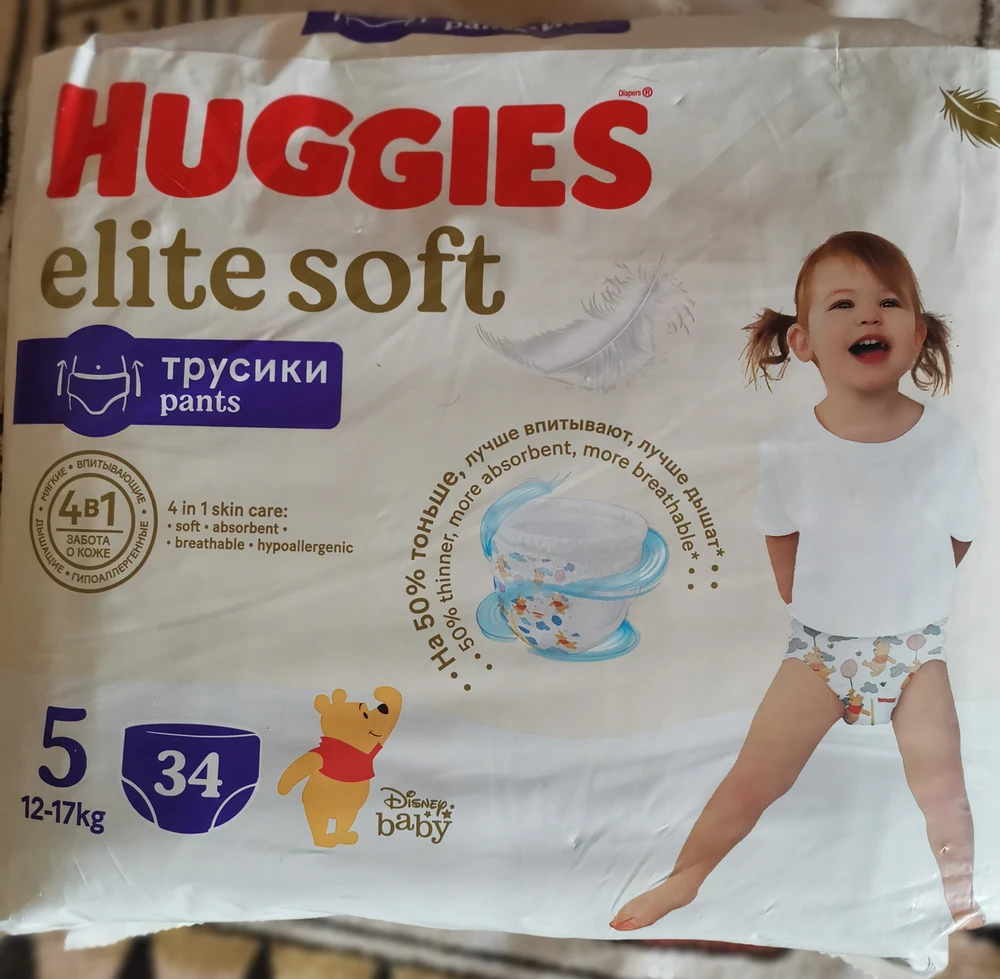 pants
Diapers ®
HUGGIES
elite soft
трусики
pants
• МЯГКИЕ • ВПИТЫВАЮЩИЕ • ГИПОАЛЛЕРГЕННЫЕ • ДЫШАЩИЕ
4в1
ЗАБОТА
О КОЖЕ
4 in 1 skin care:
• soft • absorbent •
• breathable • hypoallergenic
• На 50% тоньше, лучше впитывают, лучше дышат* •
• 50% thinner, more absorbent, more breathable* •
5
12-17kg
34
Disney
baby